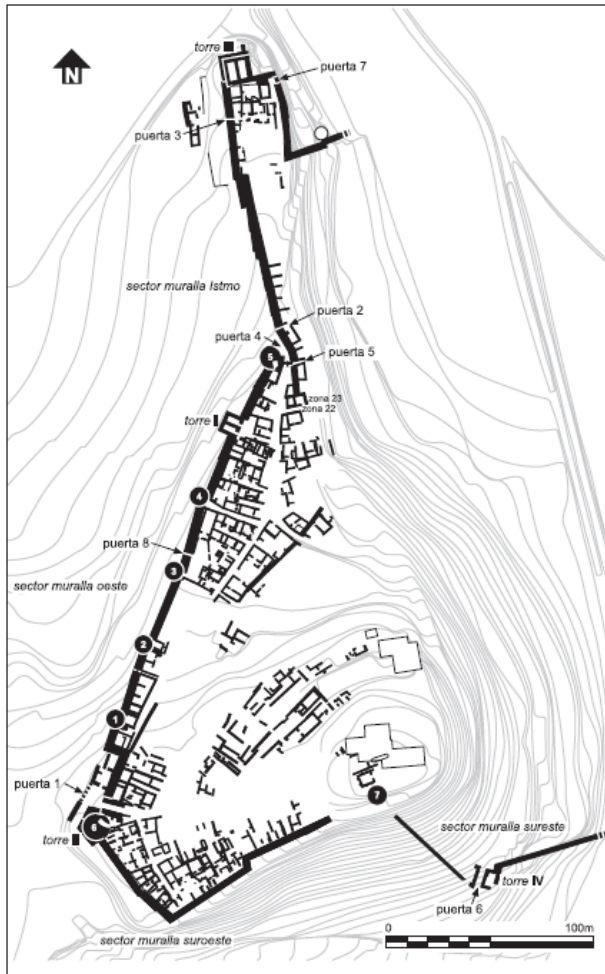 torre III
N
puerta 7
puerta 3
sector muralla Istmo
puerta 2
puerta 4
5
puerta 5
zona 23
zona 22
torre I
4
puerta 8
3
sector muralla oeste
2
1
puerta 1
7
6
sector muralla sureste
torre II
torre IV
puerta 6
0 100m
sector muralla suroeste